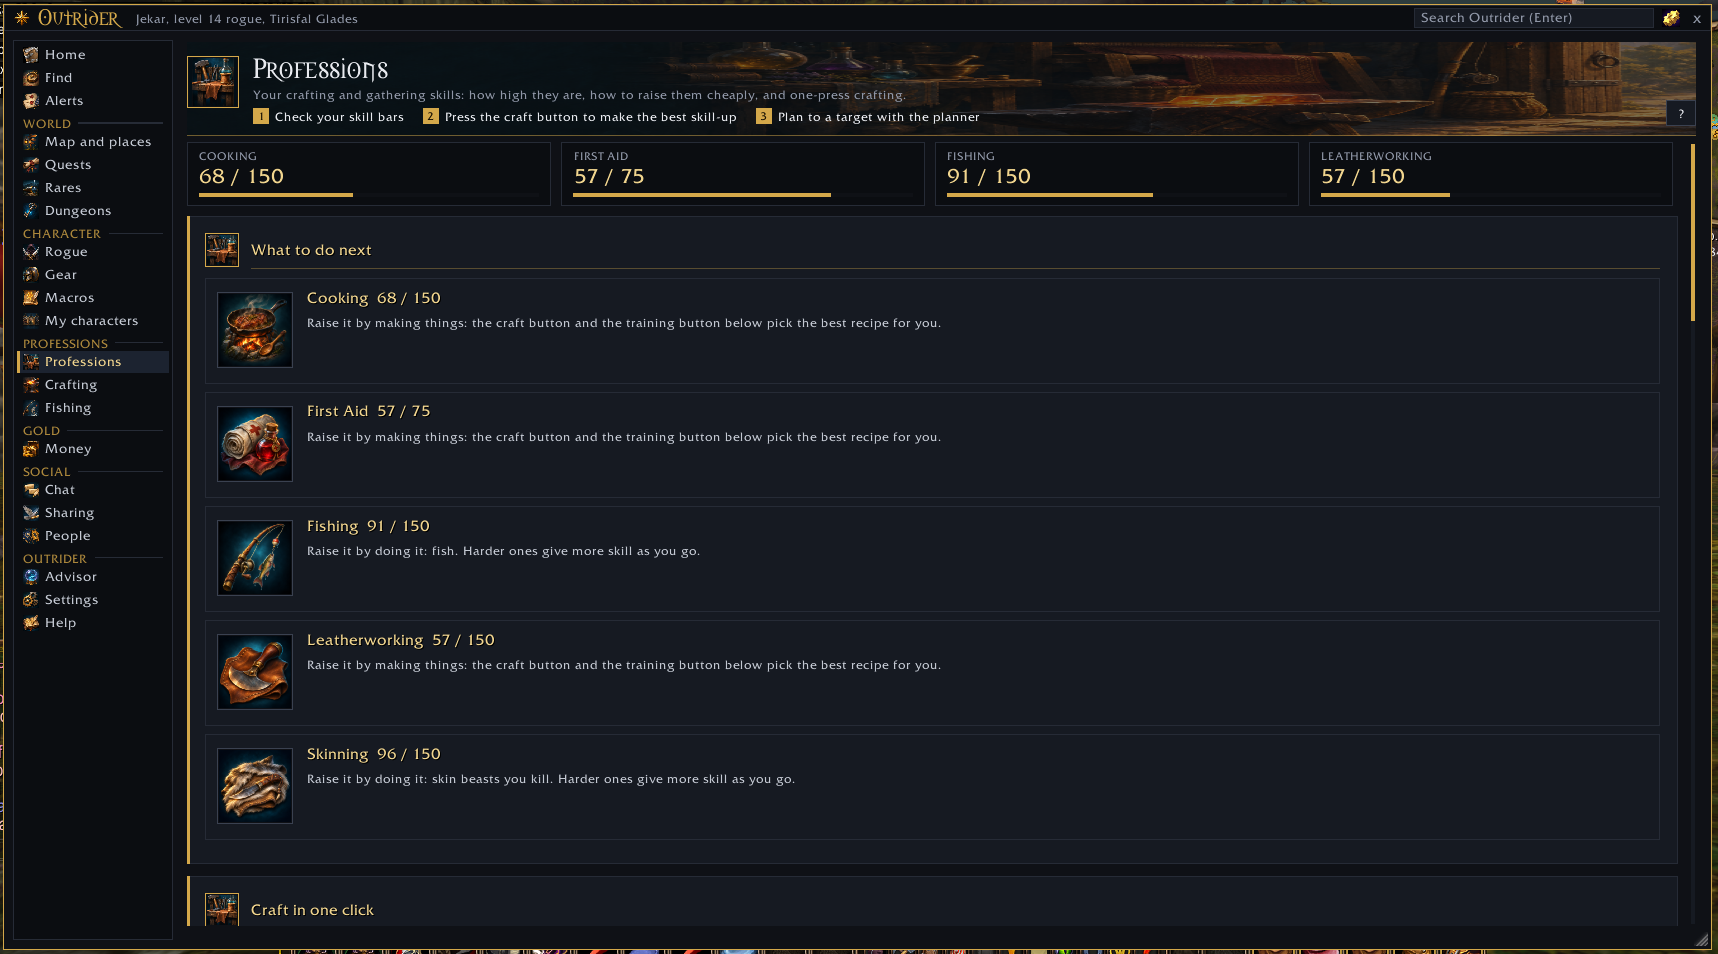 OUTRIDER Jekar, level 14 rogue, Tirisfal Glades
Search Outrider (Enter)
x
Home
Find
Alerts
WORLD
Map and places
Quests
Rares
Dungeons
CHARACTER
Rogue
Gear
Macros
My characters
PROFESSIONS
Professions
Crafting
Fishing
GOLD
Money
SOCIAL
Chat
Sharing
People
OUTRIDER
Advisor
Settings
Help
Professions
Your crafting and gathering skills: how high they are, how to raise them cheaply, and one-press crafting.
1 Check your skill bars 2 Press the craft button to make the best skill-up 3 Plan to a target with the planner
?
COOKING
68 / 150
FIRST AID
57 / 75
FISHING
91 / 150
LEATHERWORKING
57 / 150
What to do next
Cooking 68 / 150
Raise it by making things: the craft button and the training button below pick the best recipe for you.
First Aid 57 / 75
Raise it by making things: the craft button and the training button below pick the best recipe for you.
Fishing 91 / 150
Raise it by doing it: fish. Harder ones give more skill as you go.
Leatherworking 57 / 150
Raise it by making things: the craft button and the training button below pick the best recipe for you.
Skinning 96 / 150
Raise it by doing it: skin beasts you kill. Harder ones give more skill as you go.
Craft in one click